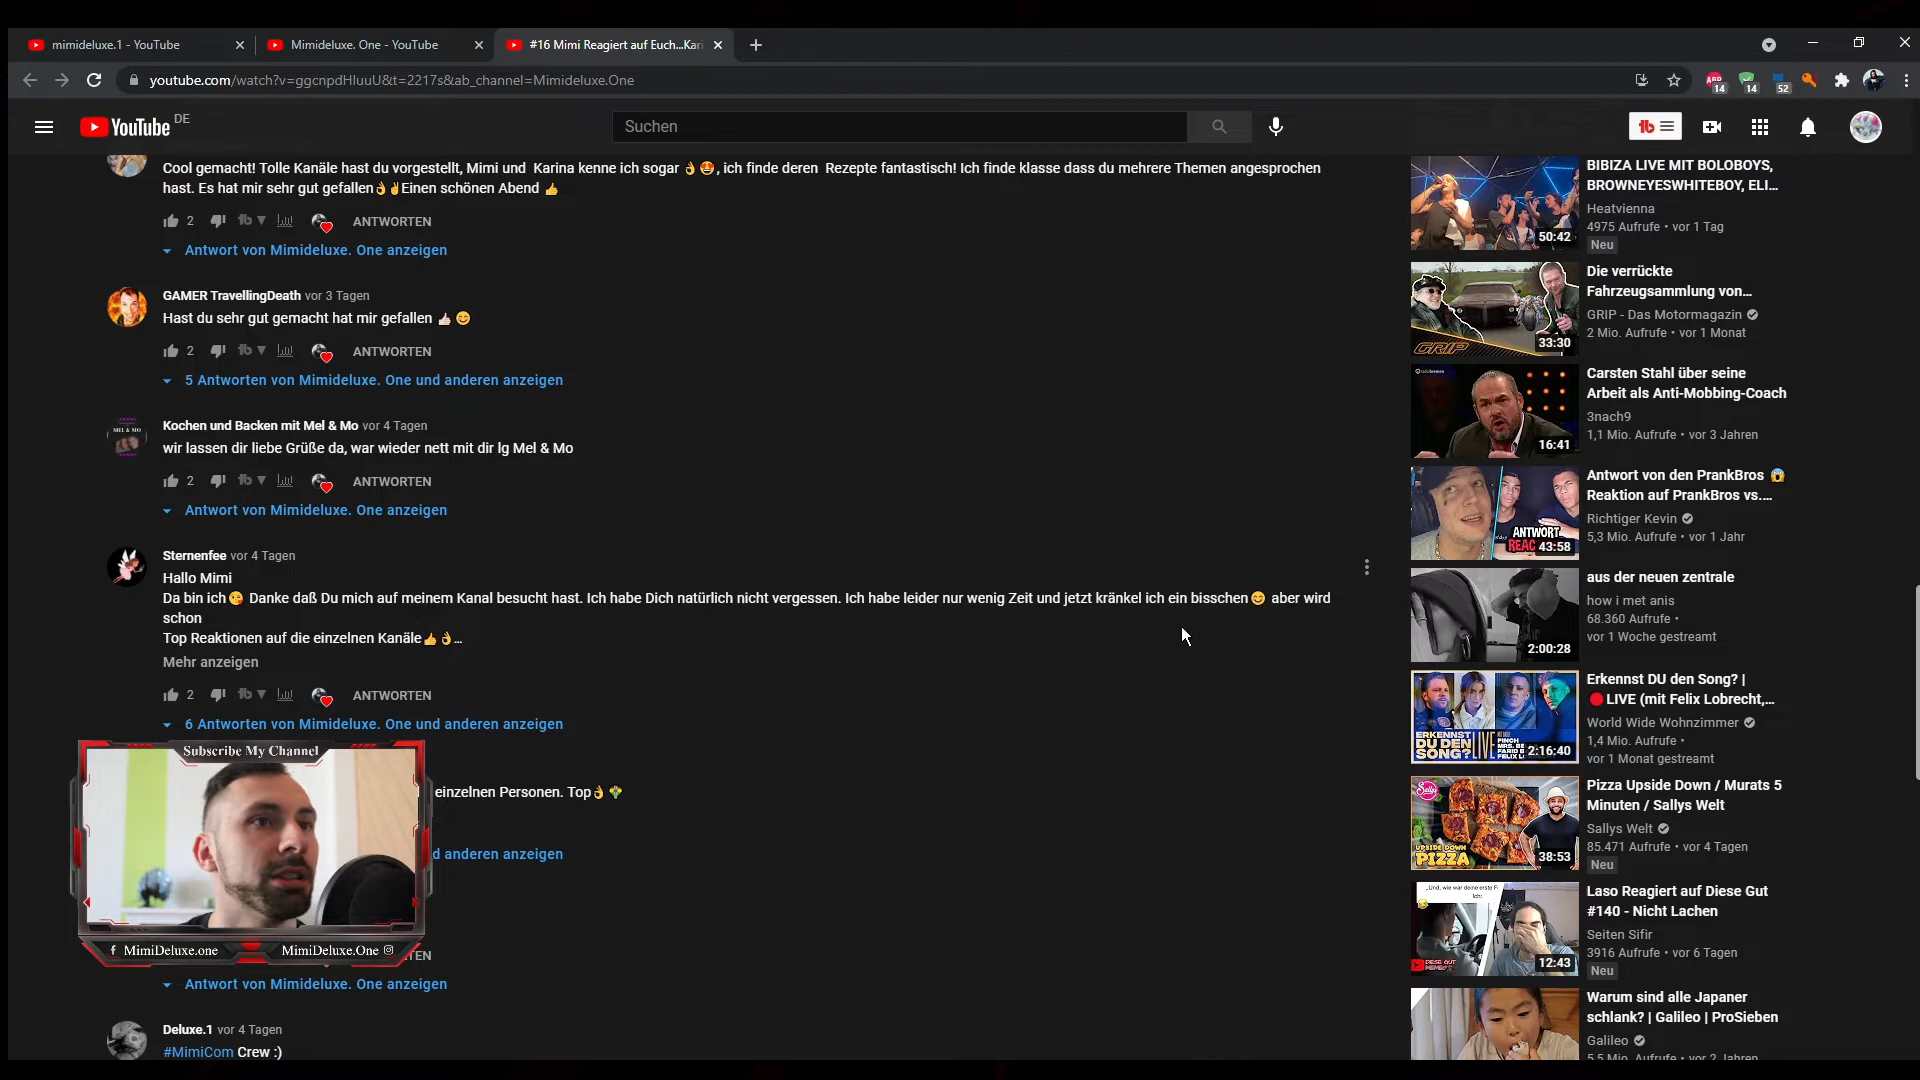 mimideluxe.1 - YouTube
Mimideluxe. One - YouTube
#16 Mimi Reagiert auf Euch...Kari
youtube.com/watch?v=ggcnpdHIuuU&t=2217s&ab_channel=Mimideluxe.One
14
14
52
YouTube DE
Suchen
Cool gemacht! Tolle Kanäle hast du vorgestellt, Mimi und Karina kenne ich sogar 👌🤩, ich finde deren Rezepte fantastisch! Ich finde klasse dass du mehrere Themen angesprochen
hast. Es hat mir sehr gut gefallen👌✌Einen schönen Abend 👍
2 ANTWORTEN
Antwort von Mimideluxe. One anzeigen
GAMER TravellingDeath vor 3 Tagen
Hast du sehr gut gemacht hat mir gefallen 👍🏻 😊
2 ANTWORTEN
5 Antworten von Mimideluxe. One und anderen anzeigen
MEL & MO
Kochen und Backen mit Mel & Mo vor 4 Tagen
wir lassen dir liebe Grüße da, war wieder nett mit dir lg Mel & Mo
2 ANTWORTEN
Antwort von Mimideluxe. One anzeigen
Sternenfee vor 4 Tagen
Hallo Mimi
Da bin ich😘 Danke daß Du mich auf meinem Kanal besucht hast. Ich habe Dich natürlich nicht vergessen. Ich habe leider nur wenig Zeit und jetzt kränkel ich ein bisschen😊 aber wird
schon
Top Reaktionen auf die einzelnen Kanäle👍👌...
Mehr anzeigen
2 ANTWORTEN
6 Antworten von Mimideluxe. One und anderen anzeigen
Subscribe My Channel
einzelnen Personen. Top👌💐
d anderen anzeigen
MimiDeluxe.one MimiDeluxe.One
TEN
Antwort von Mimideluxe. One anzeigen
Deluxe.1 vor 4 Tagen
#MimiCom Crew :)
50:42
BIBIZA LIVE MIT BOLOBOYS,
BROWNEYESWHITEBOY, ELI...
Heatvienna
4975 Aufrufe • vor 1 Tag
Neu
GRIP
33:30
Die verrückte
Fahrzeugsammlung von...
GRIP - Das Motormagazin
2 Mio. Aufrufe • vor 1 Monat
16:41
Carsten Stahl über seine
Arbeit als Anti-Mobbing-Coach
3nach9
1,1 Mio. Aufrufe • vor 3 Jahren
ANTWORT
REAC 43:58
Antwort von den PrankBros 😱
Reaktion auf PrankBros vs....
Richtiger Kevin
5,3 Mio. Aufrufe • vor 1 Jahr
2:00:28
aus der neuen zentrale
how i met anis
68.360 Aufrufe •
vor 1 Woche gestreamt
ERKENNST
DU DEN
SONG? LIVE
2:16:40
Erkennst DU den Song? |
🔴LIVE (mit Felix Lobrecht,...
World Wide Wohnzimmer
1,4 Mio. Aufrufe •
vor 1 Monat gestreamt
Sallys
UPSIDE DOWN
PIZZA
38:53
Pizza Upside Down / Murats 5
Minuten / Sallys Welt
Sallys Welt
85.471 Aufrufe • vor 4 Tagen
Neu
12:43
Laso Reagiert auf Diese Gut
#140 - Nicht Lachen
Seiten Sifir
3916 Aufrufe • vor 6 Tagen
Neu
Warum sind alle Japaner
schlank? | Galileo | ProSieben
Galileo
5,5 Mio. Aufrufe • vor 2 Jahren